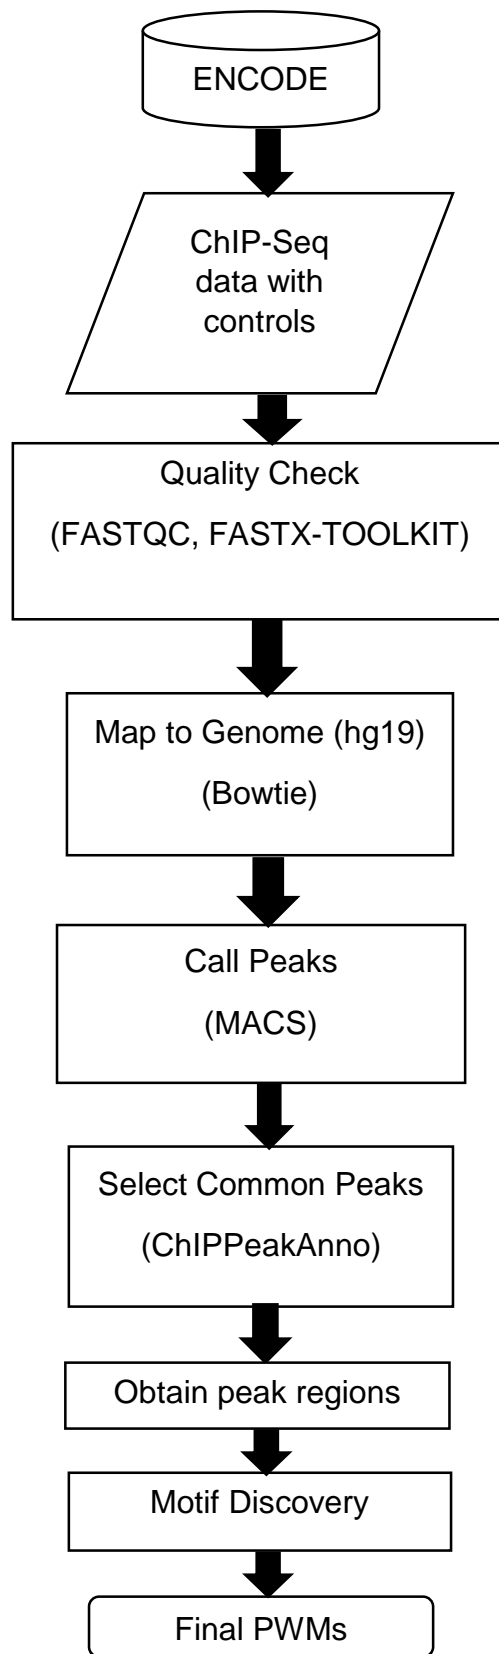 ENCODE
ChIP-Seq
data with
controls
Quality Check
(FASTQC, FASTX-TOOLKIT)
Map to Genome (hg19)
(Bowtie)
Call Peaks
(MACS)
Select Common Peaks
(ChIPPeakAnno)
Obtain peak regions
Motif Discovery
Final PWMs